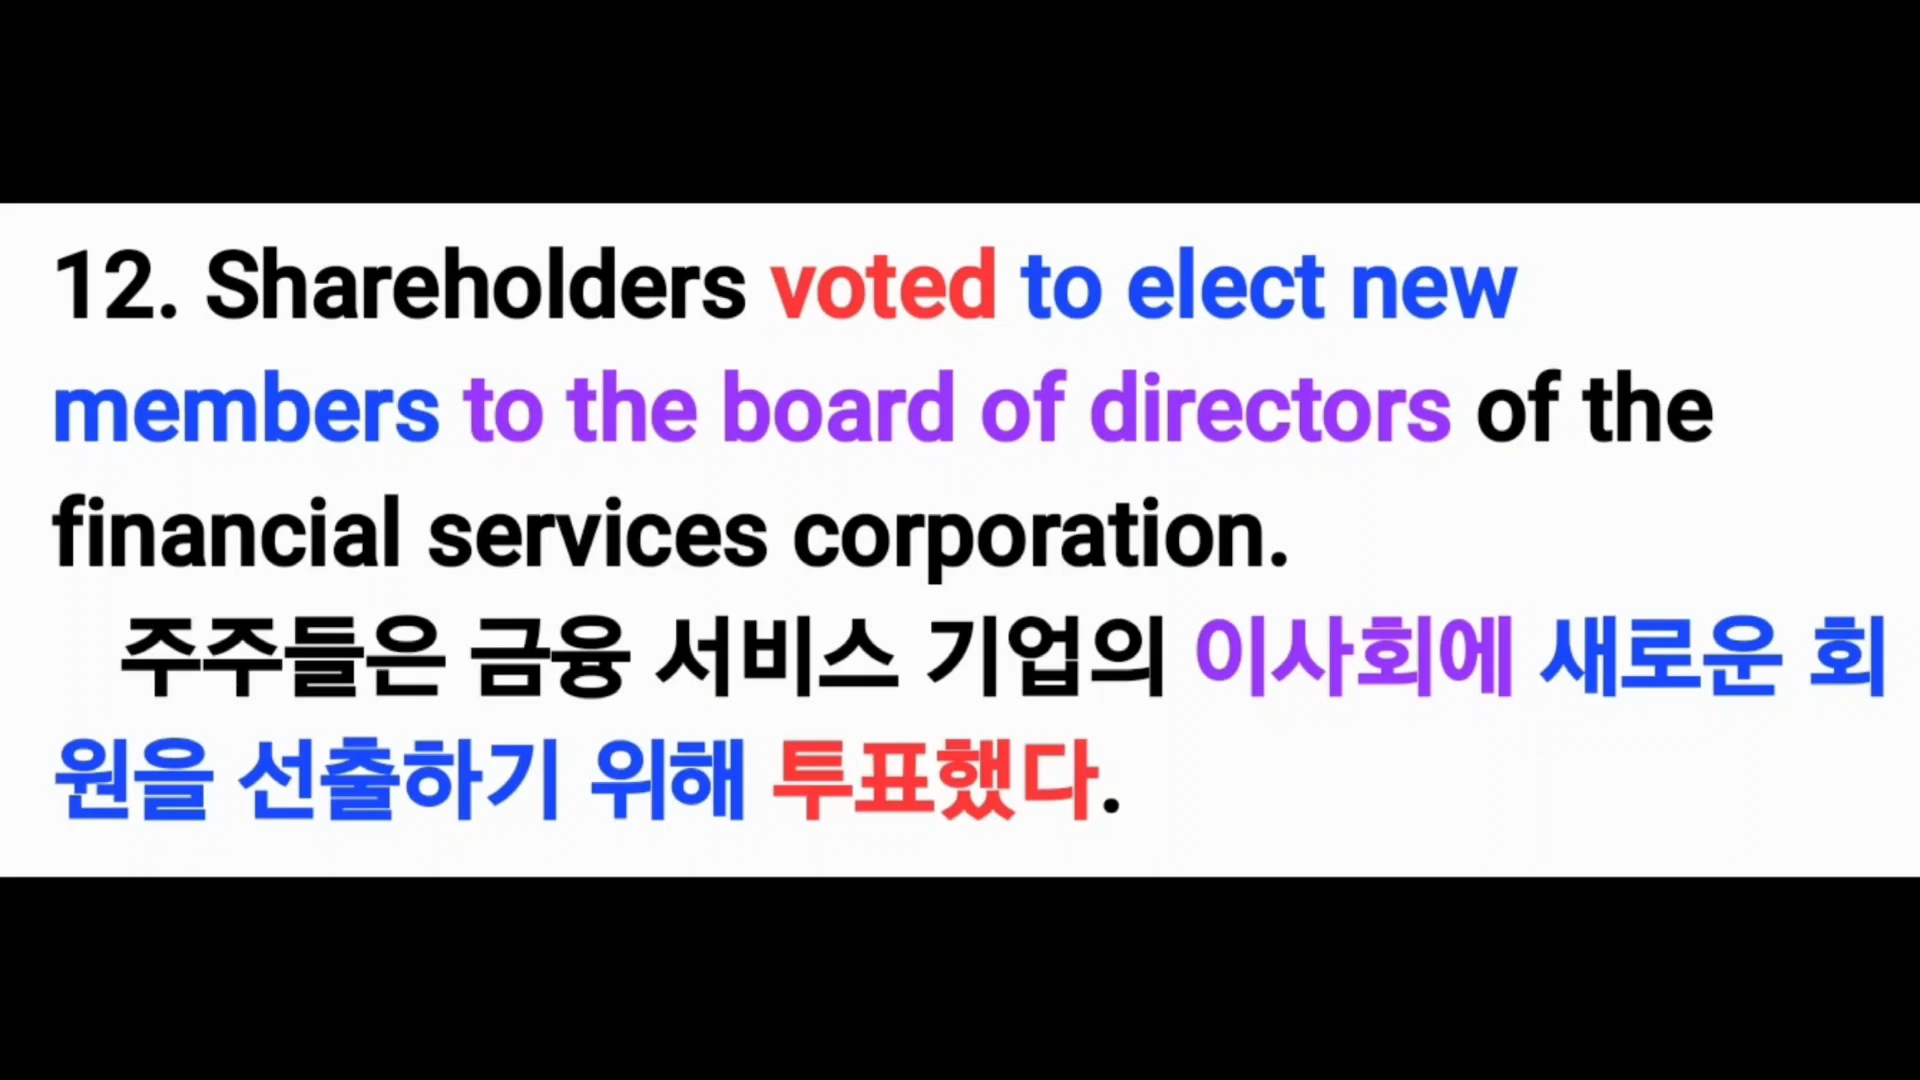 12. Shareholders voted to elect new
members to the board of directors of the
financial services corporation.
주주들은 금융 서비스 기업의 이사회에 새로운 회
원을 선출하기 위해 투표했다.